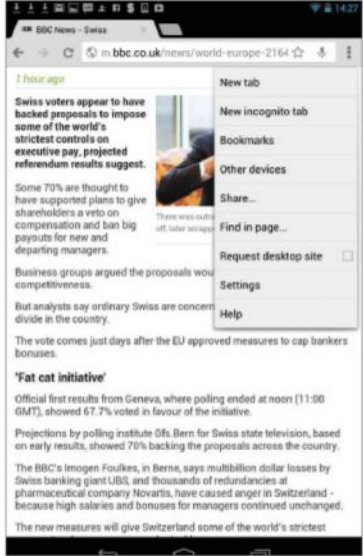 14:27
BBC News - Swiss
m.bbc.co.uk/news/world-europe-2164
1 hour ago
Swiss voters appear to have
backed proposals to impose
some of the world's
strictest controls on
executive pay, projected
referendum results suggest.
Some 70% are thought to
have supported plans to give
shareholders a veto on
compensation and ban big
payouts for new and
departing managers.
There was outr
off, later scrapp
New tab
New incognito tab
Bookmarks
Other devices
Share...
Find in page...
Request desktop site
Settings
Help
Business groups argued the proposals wou
competitiveness.
But analysts say ordinary Swiss are concern
divide in the country.
The vote comes just days after the EU approved measures to cap bankers
bonuses.
'Fat cat initiative'
Official first results from Geneva, where polling ended at noon (11:00
GMT), showed 67.7% voted in favour of the initiative.
Projections by polling institute Gfs.Bern for Swiss state television, based
on early results, showed 70% backing the proposals across the country.
The BBC's Imogen Foulkes, in Berne, says multibillion dollar losses by
Swiss banking giant UBS, and thousands of redundancies at
pharmaceutical company Novartis, have caused anger in Switzerland -
because high salaries and bonuses for managers continued unchanged.
The new measures will give Switzerland some of the world's strictest